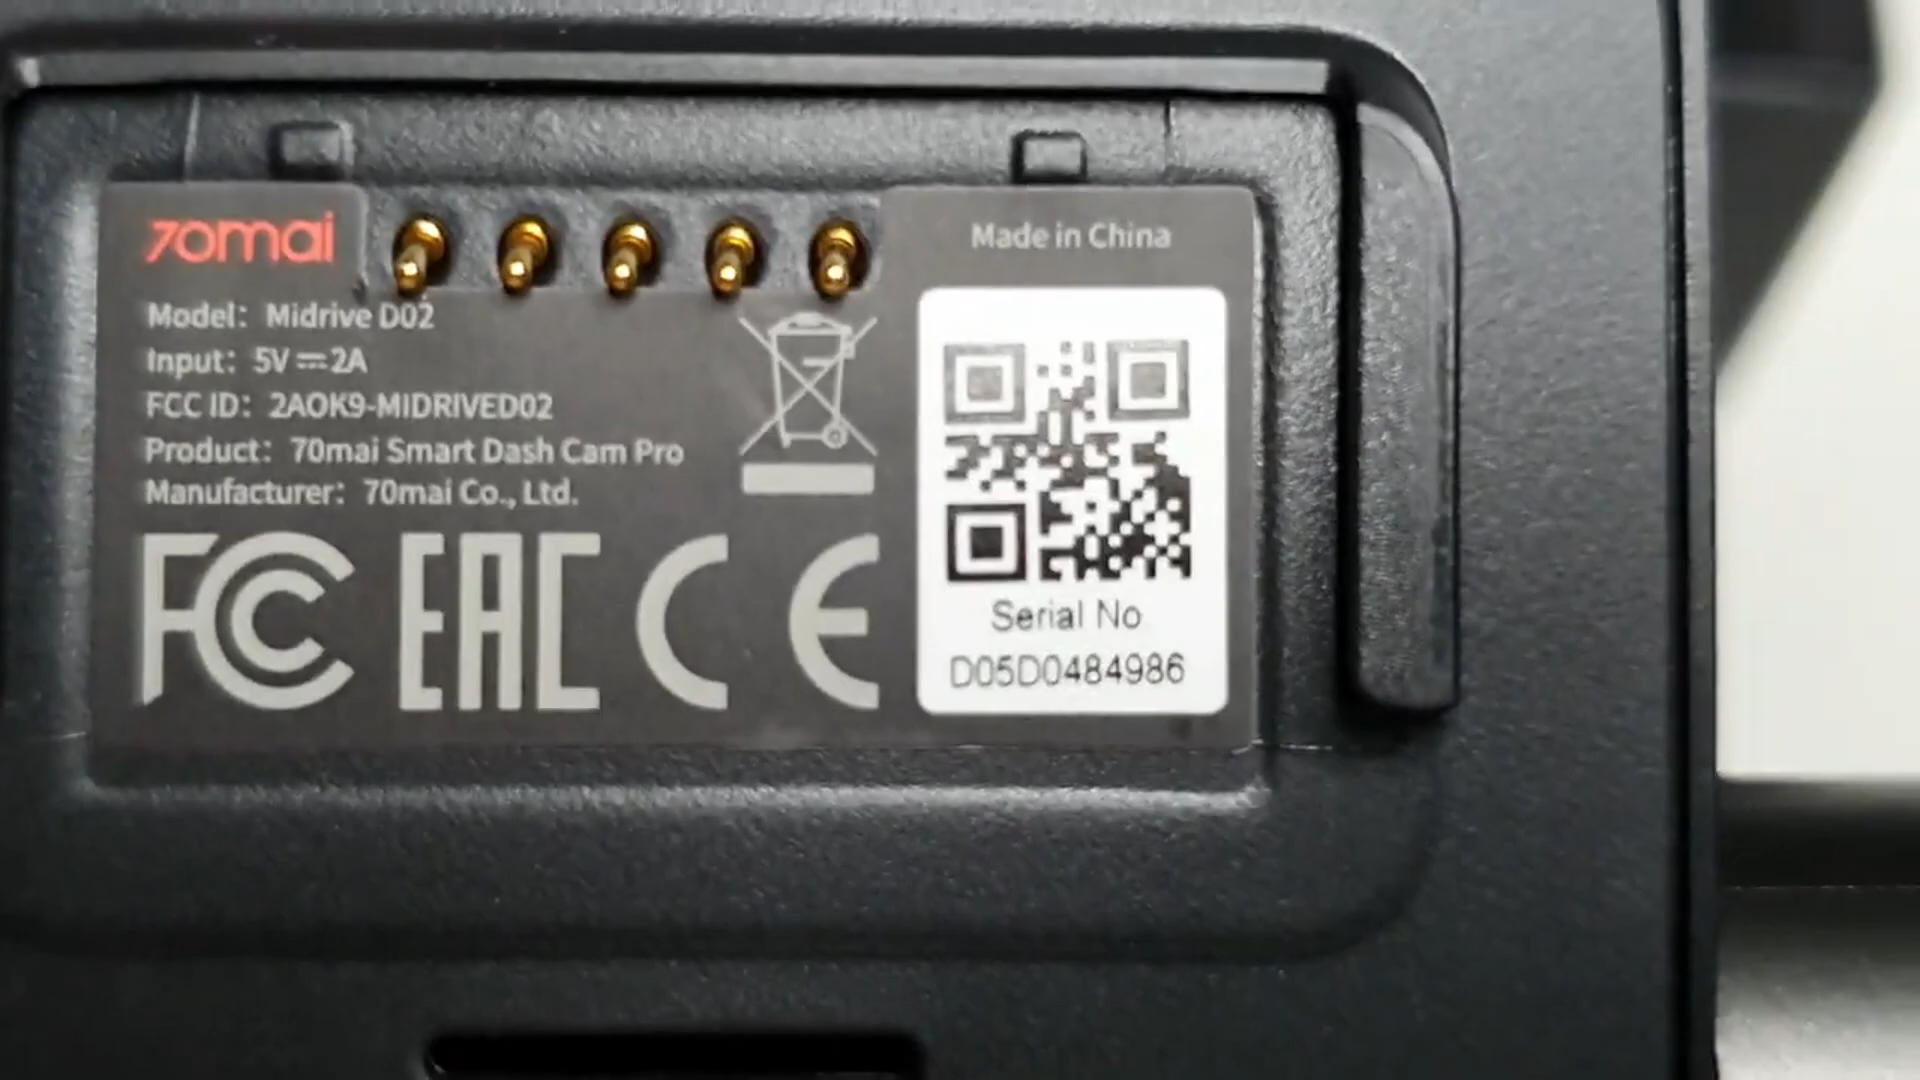 70mai
Made in China
Model: Midrive D02
Input: 5V⎓2A
FCC ID: 2AOK9-MIDRIVED02
Product: 70mai Smart Dash Cam Pro
Manufacturer: 70mai Co., Ltd.
FC EAC CE
Serial No
D05D0484986